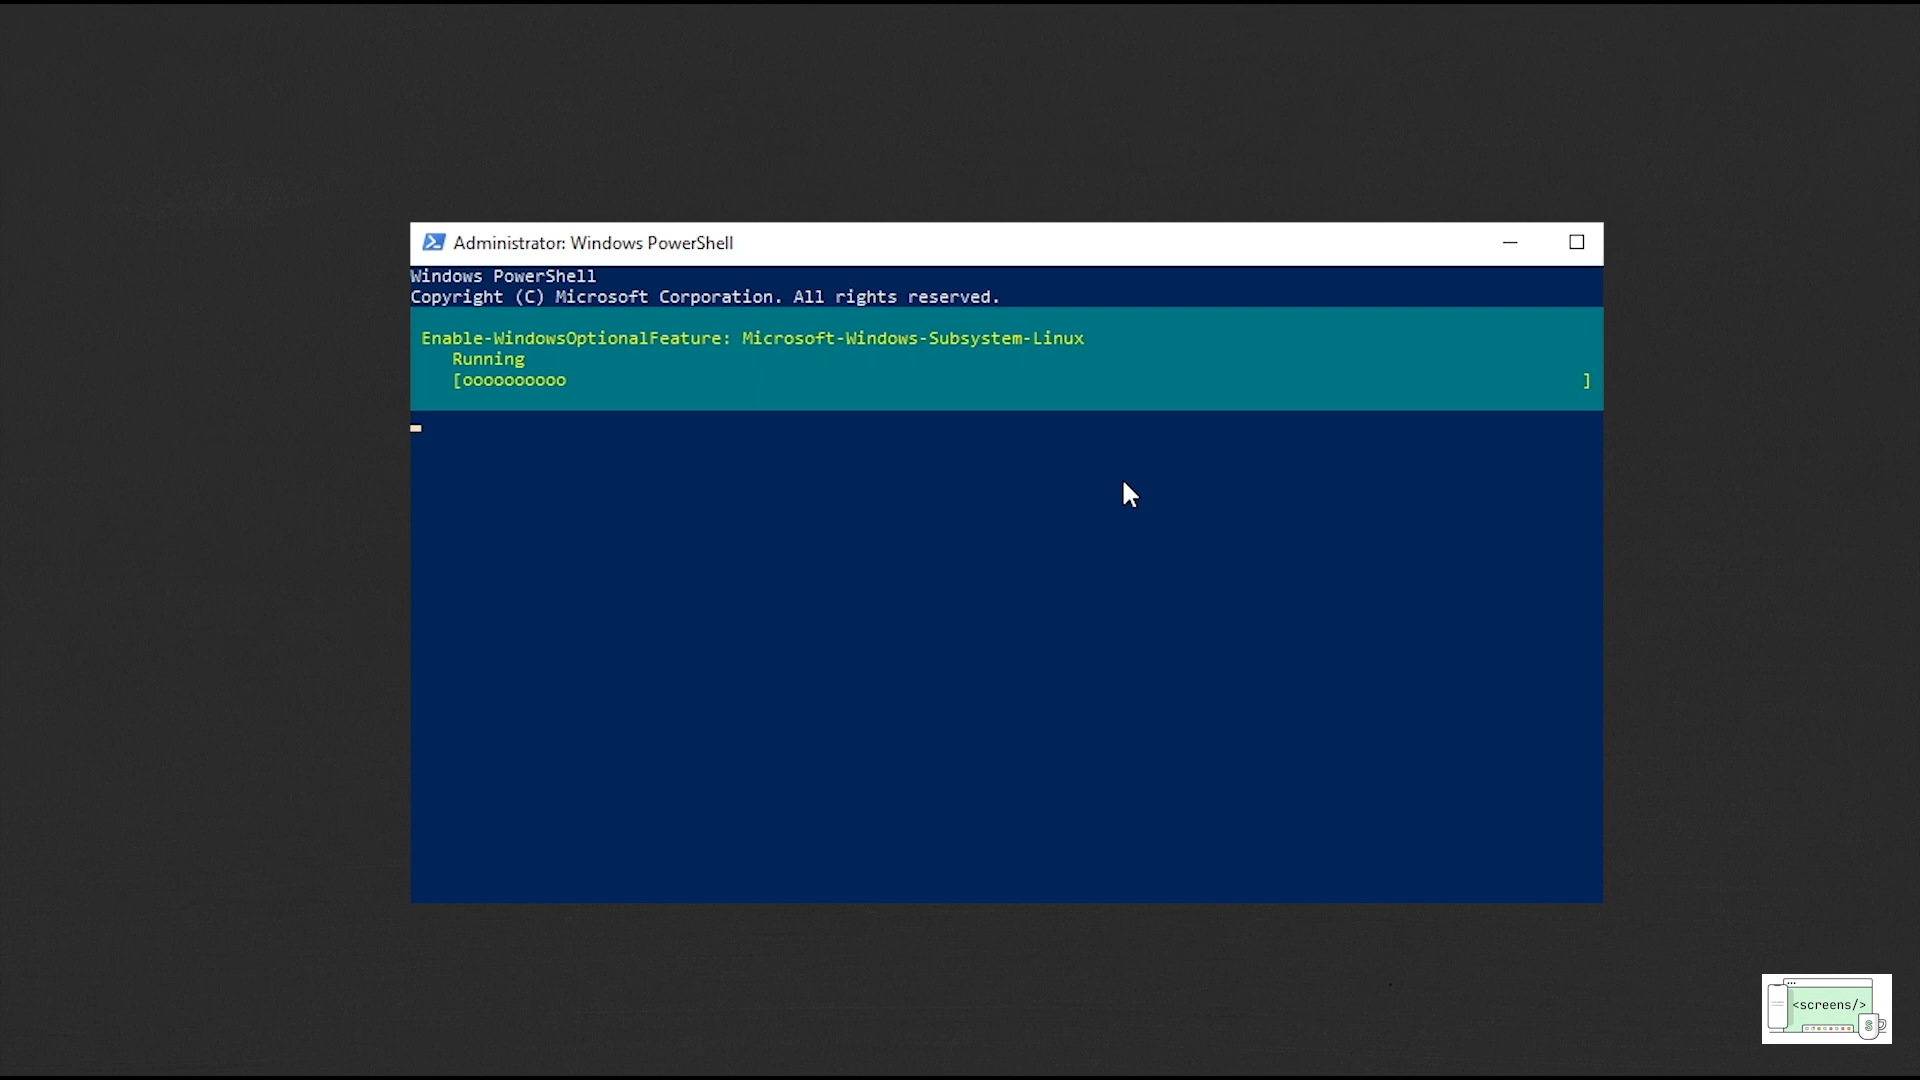 Administrator: Windows PowerShell
Windows PowerShell
Copyright (C) Microsoft Corporation. All rights reserved.
Enable-WindowsOptionalFeature: Microsoft-Windows-Subsystem-Linux
Running
[oooooooooo ]
<screens/>
S